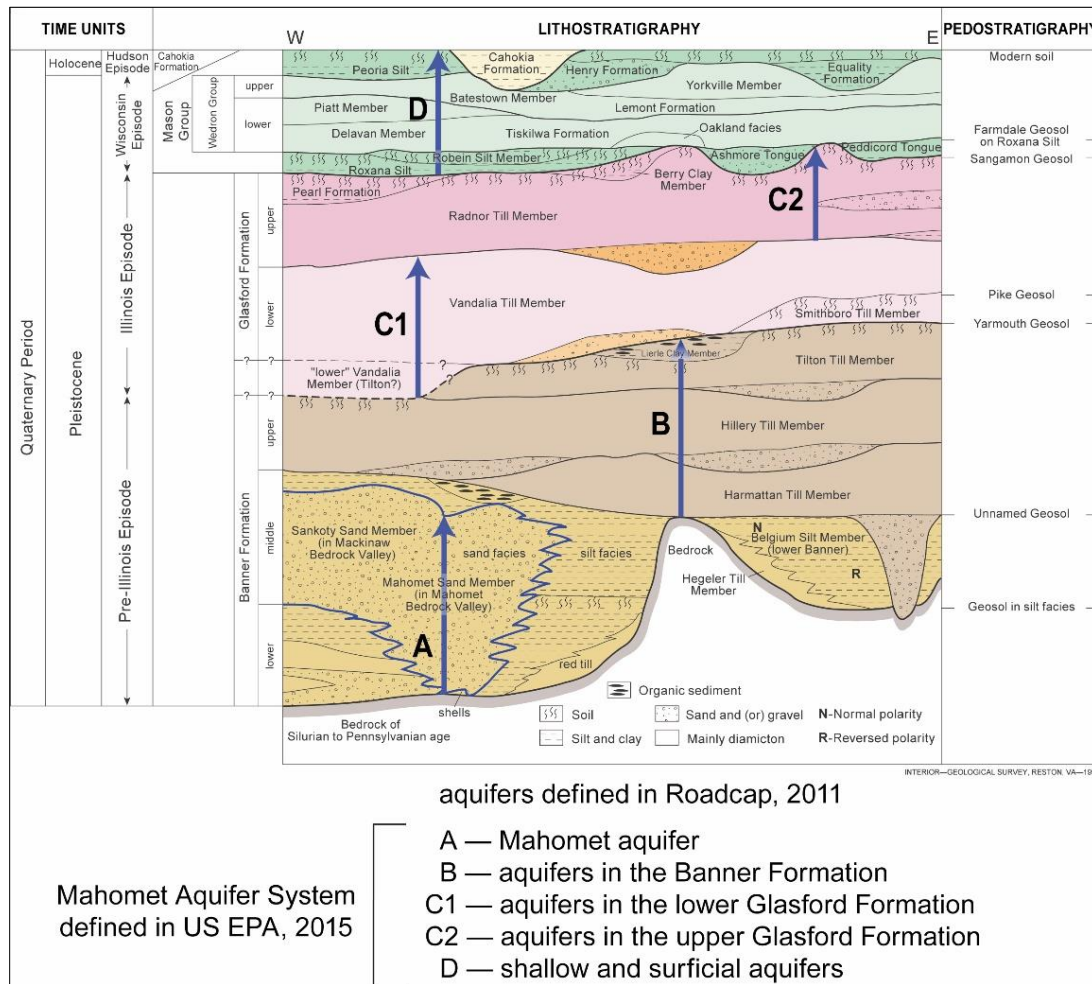 TIME UNITS
LITHOSTRATIGRAPHY
PEDOSTRATIGRAPHY
W
E
Holocene
Hudson
Episode
Cahokia
Formation
Peoria Silt
Cahokia
Formation
Henry Formation
Equality
Formation
Modern soil
Quaternary Period
Pleistocene
Wisconsin
Episode
Mason
Group
Wedron Group
upper
lower
Piatt Member
Batestown Member
Yorkville Member
Lemont Formation
D
Delavan Member
Tiskilwa Formation
Oakland facies
Robein Silt Member
Roxana Silt
Ashmore Tongue
Peddicord Tongue
Farmdale Geosol
on Roxana Silt
Sangamon Geosol
Illinois Episode
Glasford Formation
upper
lower
Pearl Formation
Berry Clay
Member
Radnor Till Member
C2
Vandalia Till Member
C1
Smithboro Till Member
Pike Geosol
Yarmouth Geosol
Lierle Clay Member
Tilton Till Member
?
?
?
?
?
?
"lower" Vandalia
Member (Tilton?)
Pre-Illinois Episode
Banner Formation
upper
middle
lower
B
Hillery Till Member
Harmattan Till Member
Unnamed Geosol
Sankoty Sand Member
(in Mackinaw
Bedrock Valley)
sand facies
silt facies
Mahomet Sand Member
(in Mahomet
Bedrock Valley)
Bedrock
N
Belgium Silt Member
(lower Banner)
R
Hegeler Till
Member
Geosol in silt facies
A
red till
shells
Bedrock of
Silurian to Pennsylvanian age
Organic sediment
Soil
Sand and (or) gravel
N-Normal polarity
Silt and clay
Mainly diamicton
R-Reversed polarity
INTERIOR—GEOLOGICAL SURVEY, RESTON, VA—19
aquifers defined in Roadcap, 2011
Mahomet Aquifer System
defined in US EPA, 2015
A — Mahomet aquifer
B — aquifers in the Banner Formation
C1 — aquifers in the lower Glasford Formation
C2 — aquifers in the upper Glasford Formation
D — shallow and surficial aquifers